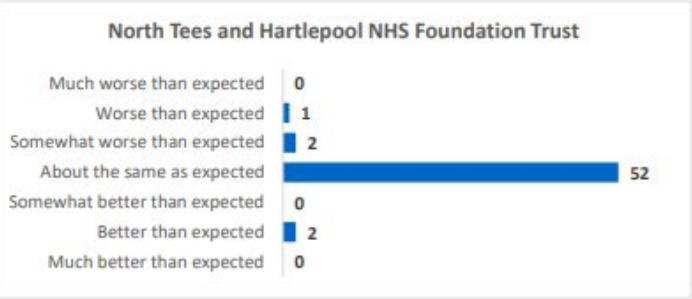 North Tees and Hartlepool NHS Foundation Trust
Much worse than expected 0
Worse than expected 1
Somewhat worse than expected 2
About the same as expected 52
Somewhat better than expected 0
Better than expected 2
Much better than expected 0